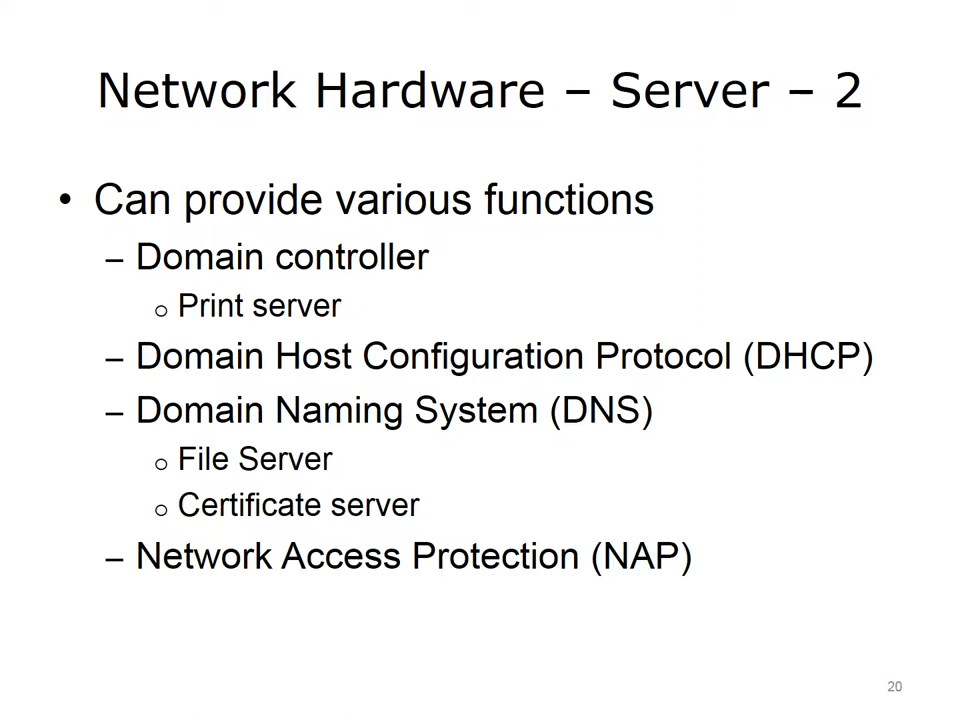 Network Hardware – Server – 2
• Can provide various functions
– Domain controller
o Print server
– Domain Host Configuration Protocol (DHCP)
– Domain Naming System (DNS)
o File Server
o Certificate server
– Network Access Protection (NAP)
20